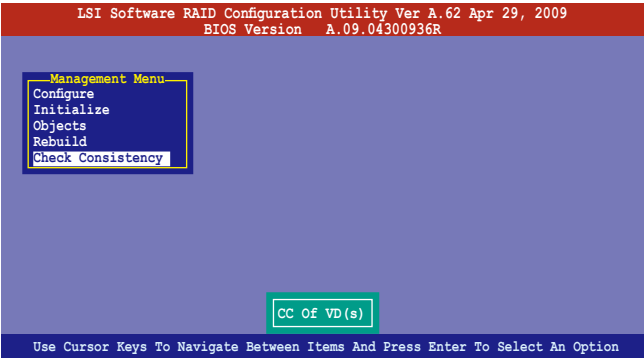 LSI Software RAID Configuration Utility Ver A.62 Apr 29, 2009
BIOS Version A.09.04300936R
Management Menu
Configure
Initialize
Objects
Rebuild
Check Consistency
CC Of VD(s)
Use Cursor Keys To Navigate Between Items And Press Enter To Select An Option